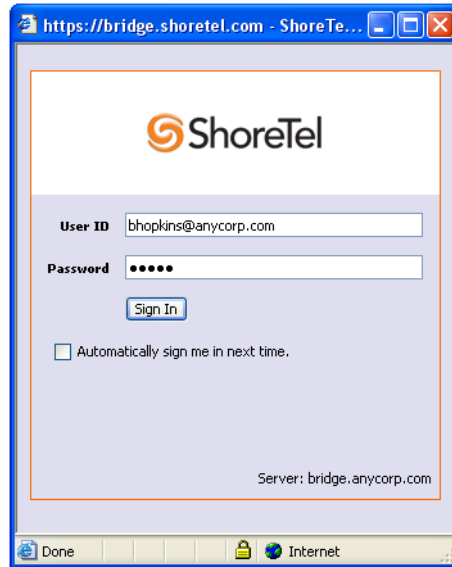 https://bridge.shoretel.com - ShoreTe...
ShoreTel
User ID bhopkins@anycorp.com
Password •••••
Sign In
Automatically sign me in next time.
Server: bridge.anycorp.com
Done Internet